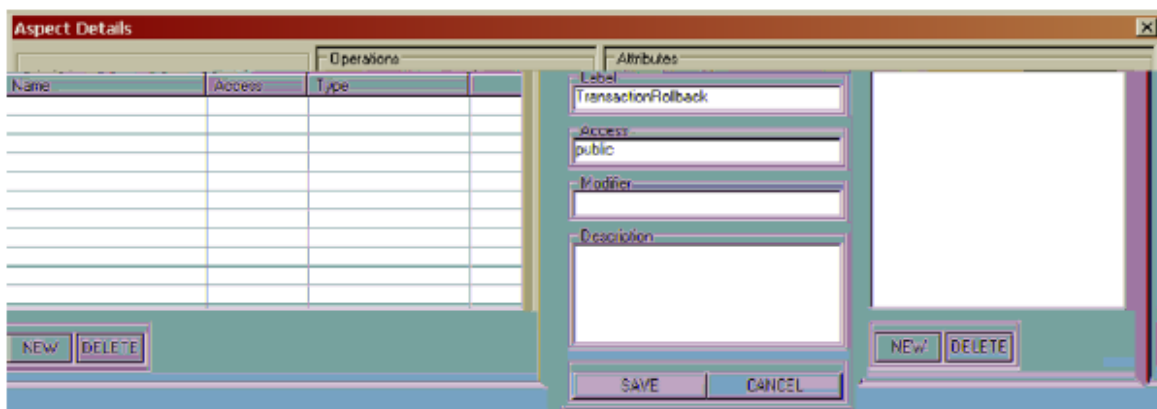 Aspect Details
Operations
Attributes
Name Access Type
Label
TransactionRollback
Access
public
Modifier
Description
NEW DELETE
NEW DELETE
SAVE CANCEL